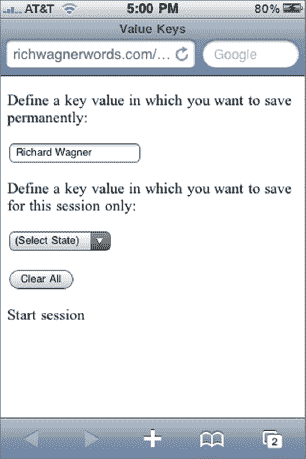 AT&T 5:00 PM 80%
Value Keys
richwagnerwords.com/... Google
Define a key value in which you want to save
permanently:
Richard Wagner
Define a key value in which you want to save
for this session only:
(Select State)
Clear All
Start session
2